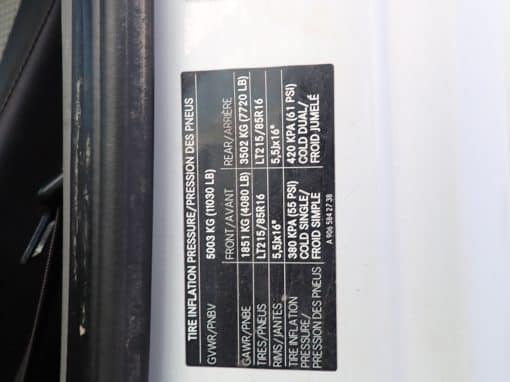 TIRE INFLATION PRESSURE/PRESSION DES PNEUS
GVWR/PNBV 5003 KG (11030 LB)
FRONT/AVANT REAR/ARRIÈRE
GAWR/PNBE 1851 KG (4080 LB) 3502 KG (7720 LB)
TIRES/PNEUS LT215/85R16 LT215/85R16
RIMS/JANTES 5,5Jx16" 5,5Jx16"
TIRE INFLATION 380 KPA (55 PSI) 420 KPA (61 PSI)
PRESSURE/ COLD SINGLE/ COLD DUAL/
PRESSION DES PNEUS FROID SIMPLE FROID JUMELÉ
A 906 584 27 38